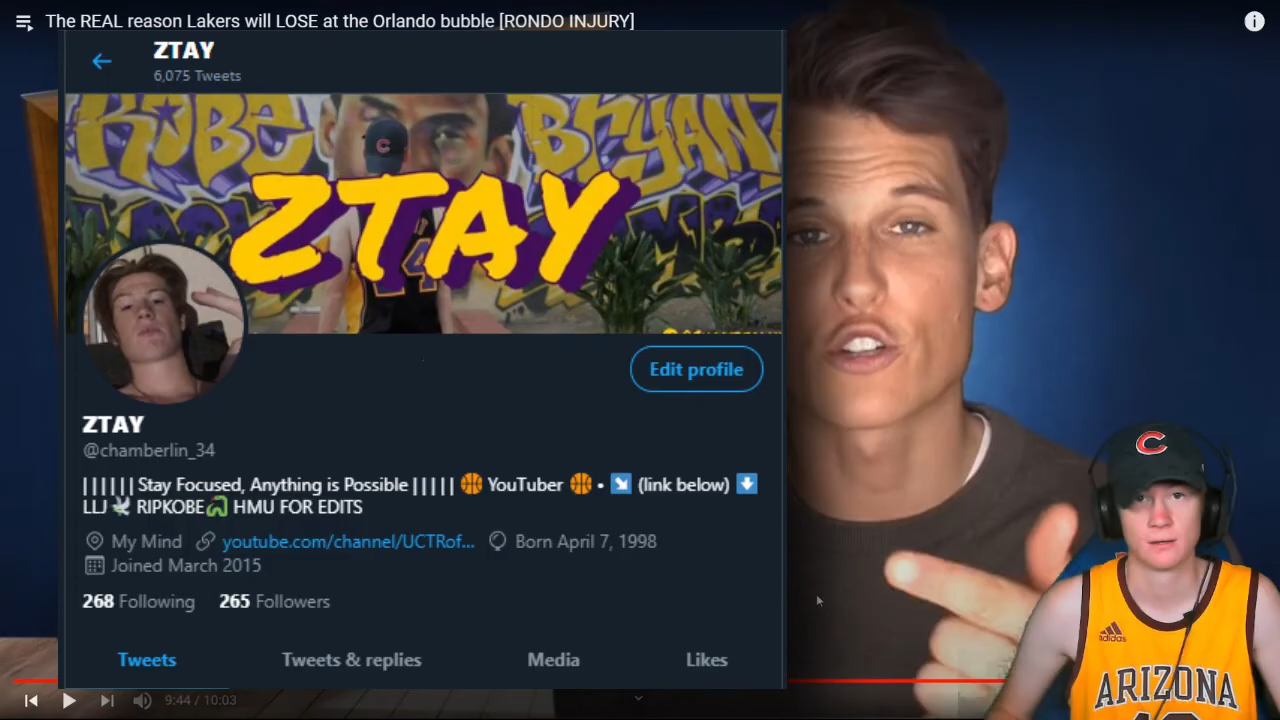 The REAL reason Lakers will LOSE at the Orlando bubble [RONDO INJURY]
ZTAY
6,075 Tweets
KOBE BRYANT
C
ZTAY
Edit profile
ZTAY
@chamberlin_34
|||||| Stay Focused, Anything is Possible ||||| 🏀 YouTuber 🏀 • ↘️ (link below) ⬇️
LLJ🕊 RIPKOBE🐍 HMU FOR EDITS
My Mind youtube.com/channel/UCTRof... Born April 7, 1998
Joined March 2015
268 Following 265 Followers
Tweets Tweets & replies Media Likes
9:44 / 10:03
C
adidas
ARIZONA